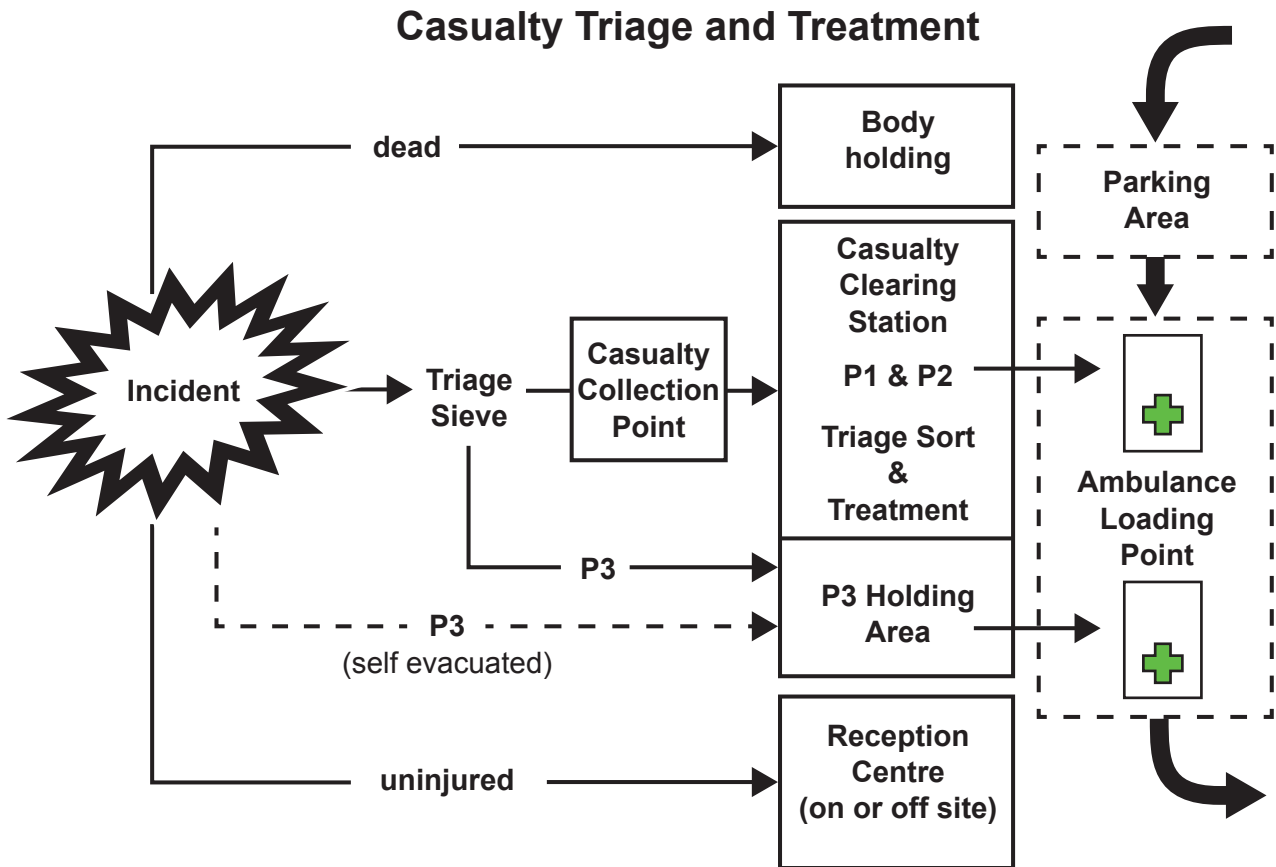 Casualty Triage and Treatment
dead
Body
holding
Parking
Area
Incident
Triage
Sieve
Casualty
Collection
Point
Casualty
Clearing
Station
P1 & P2
Triage Sort
&
Treatment
Ambulance
Loading
Point
P3
P3
(self evacuated)
P3 Holding
Area
uninjured
Reception
Centre
(on or off site)